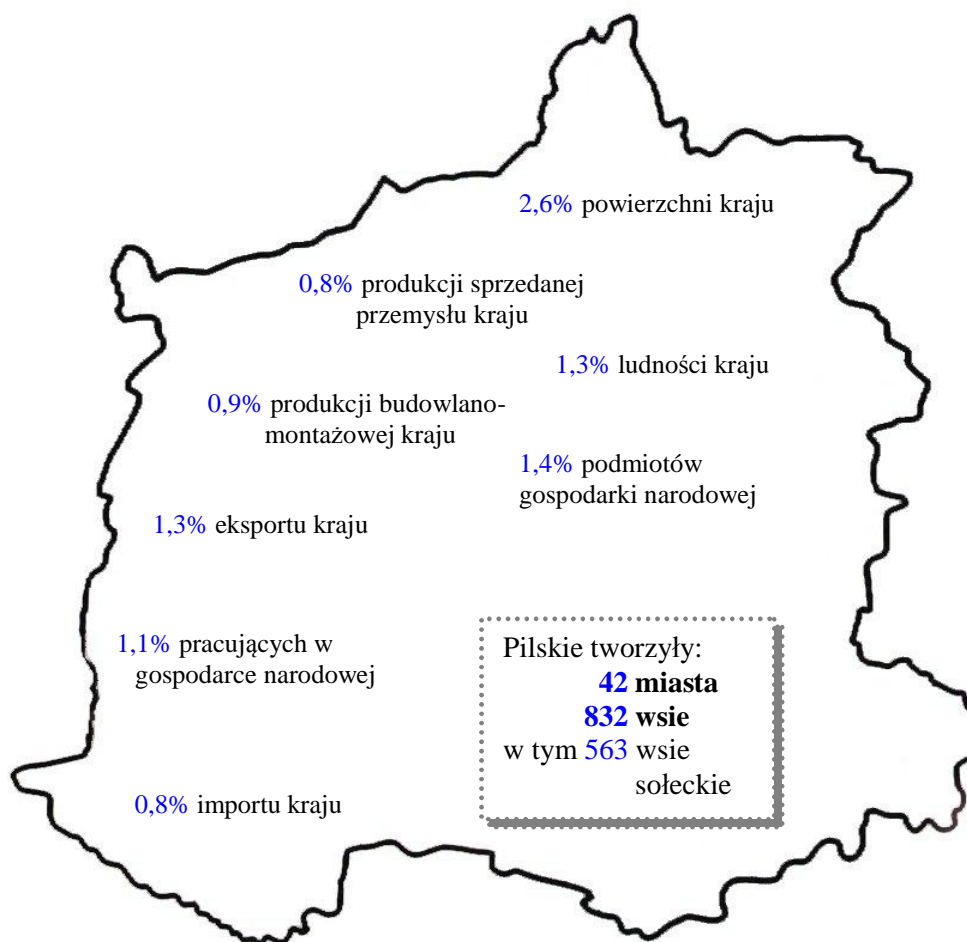 2,6% powierzchni kraju
0,8% produkcji sprzedanej
przemysłu kraju
1,3% ludności kraju
0,9% produkcji budowlano-
montażowej kraju
1,4% podmiotów
gospodarki narodowej
1,3% eksportu kraju
1,1% pracujących w
gospodarce narodowej
Pilskie tworzyły:
42 miasta
832 wsie
w tym 563 wsie
sołeckie
0,8% importu kraju